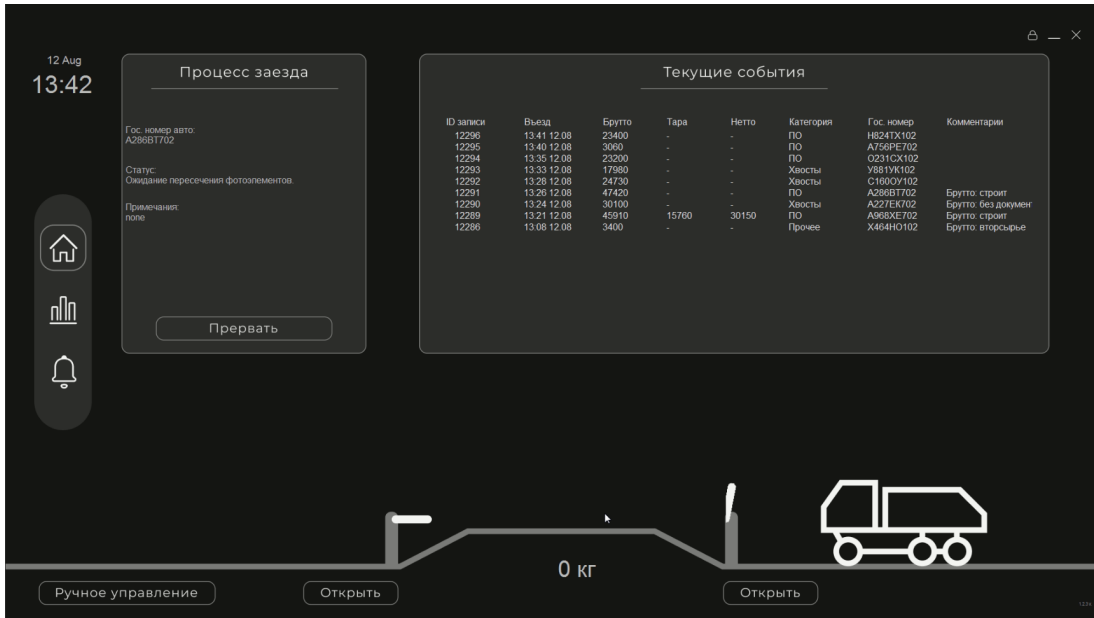 12 Aug
13:42
Процесс заезда
Гос. номер авто:
А286ВТ702
Статус:
Ожидание пересечения фотоэлементов.
Примечания:
none
Прервать
Текущие события
ID записи Въезд Брутто Тара Нетто Категория Гос. номер Комментарии
12296 13:41 12.08 23400 - - ПО Н824ТХ102
12295 13:40 12.08 3060 - - ПО А756РЕ702
12294 13:35 12.08 23200 - - ПО О231СХ102
12293 13:33 12.08 17980 - - Хвосты У881УК102
12292 13:28 12.08 24730 - - Хвосты С160ОУ102
12291 13:26 12.08 47420 - - ПО А286ВТ702 Брутто: строит
12290 13:24 12.08 30100 - - Хвосты А227ЕК702 Брутто: без докумен
12289 13:21 12.08 45910 15760 30150 ПО А968ХЕ702 Брутто: строит
12286 13:08 12.08 3400 - - Прочее Х464НО102 Брутто: вторсырье
0 кг
Ручное управление
Открыть
Открыть
1234